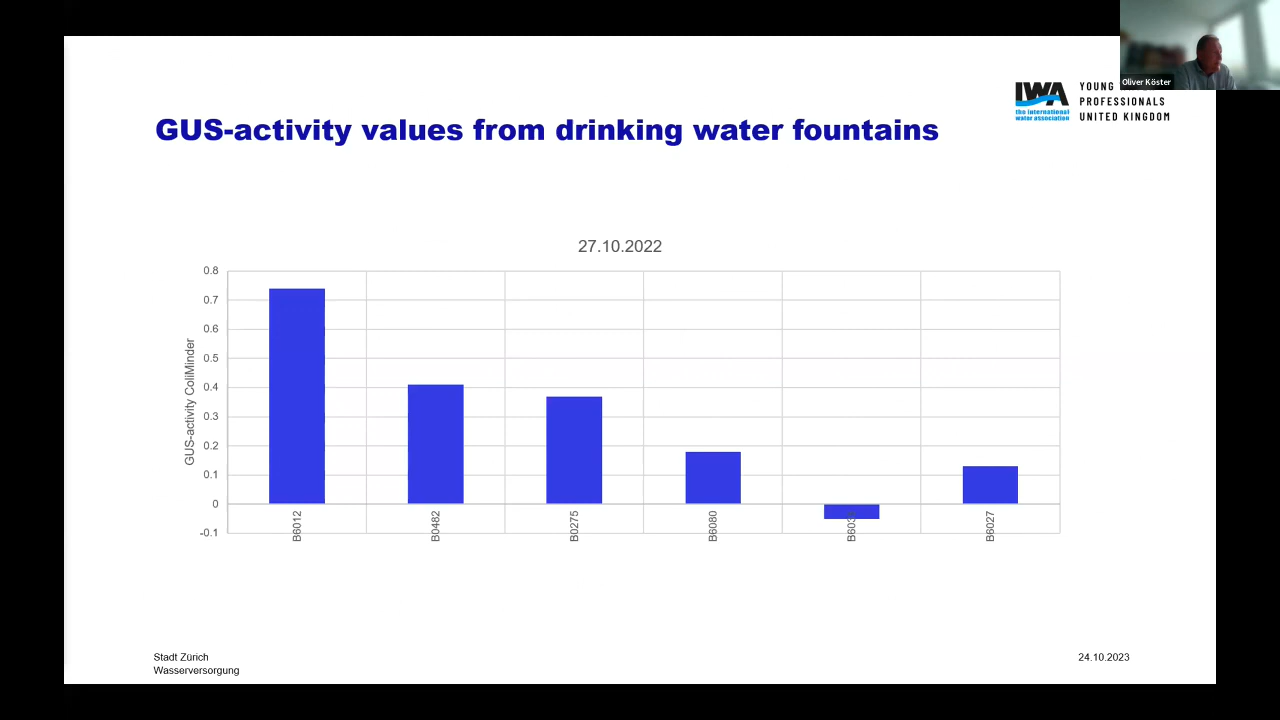 Oliver Köster
IWA
the international
water association
YOUNG
PROFESSIONALS
UNITED KINGDOM
GUS-activity values from drinking water fountains
27.10.2022
GUS-activity ColiMinder
0.8
0.7
0.6
0.5
0.4
0.3
0.2
0.1
0
-0.1
B6012
B0482
B0275
B6080
B6027
Stadt Zürich
Wasserversorgung
24.10.2023